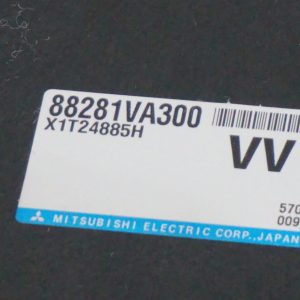 88281VA300
X1T24885H
VV
570
009
MITSUBISHI ELECTRIC CORP., JAPAN